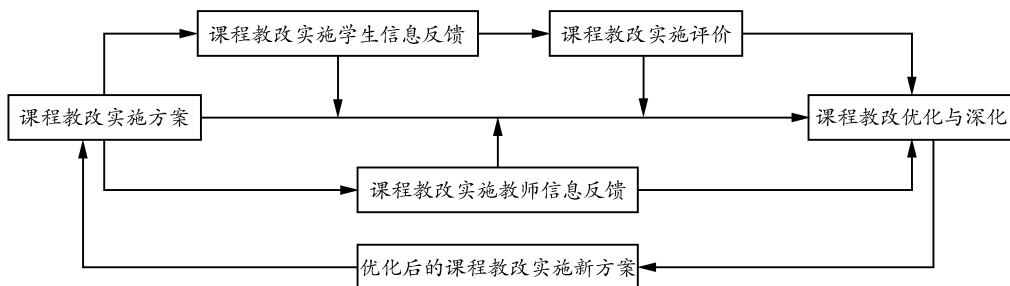 课程教改实施学生信息反馈
课程教改实施评价
课程教改实施方案
课程教改优化与深化
课程教改实施教师信息反馈
优化后的课程教改实施新方案